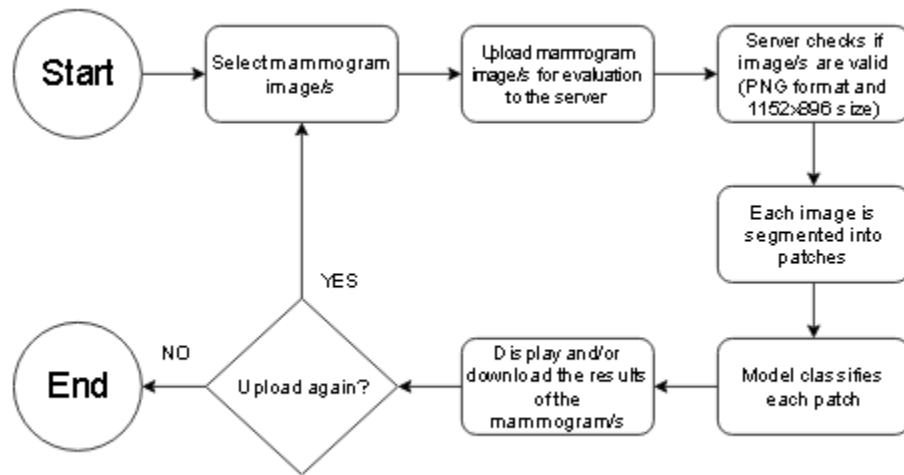 Start
Select mammogram
image/s
Upload mammogram
image/s for evaluation
to the server
Server checks if
image/s are valid
(PNG format and
1152x896 size)
Each image is
segmented into
patches
Model classifies
each patch
Display and/or
download the results
of the
mammogram/s
Upload again?
YES
NO
End